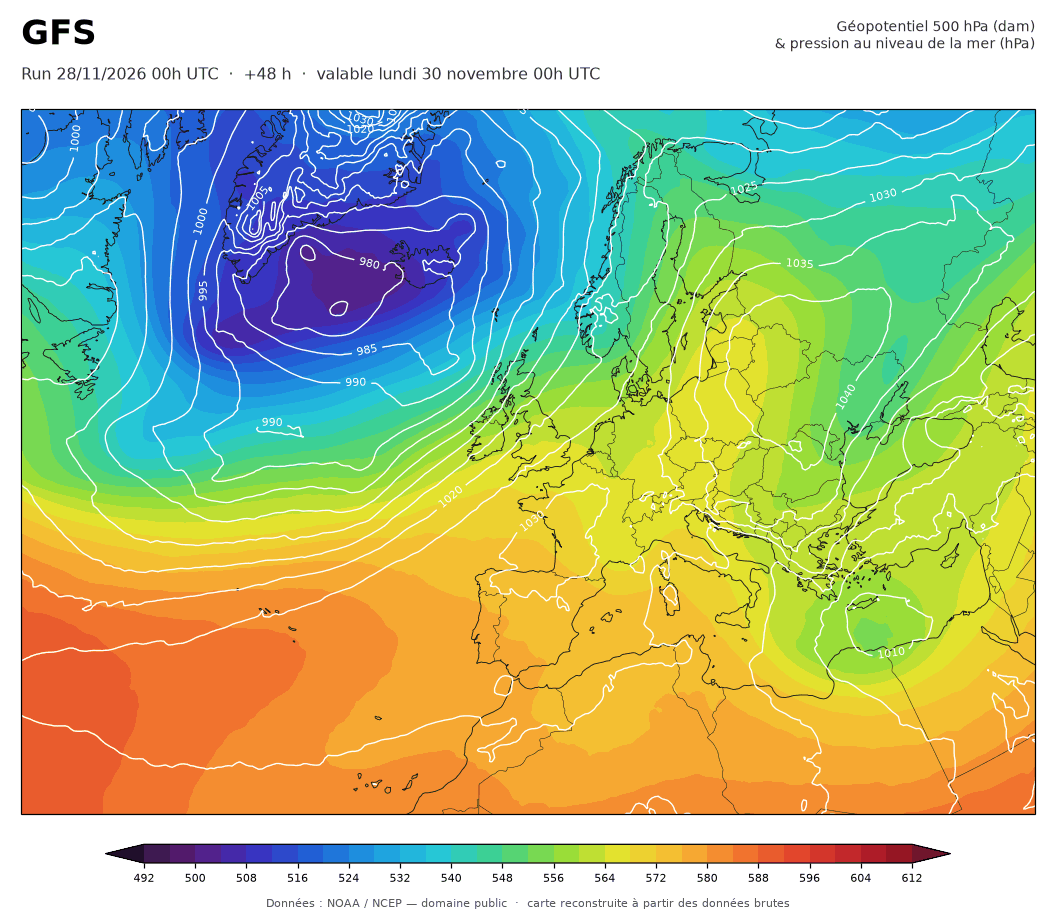 GFS
Géopotentiel 500 hPa (dam)
& pression au niveau de la mer (hPa)
Run 28/11/2026 00h UTC · +48 h · valable lundi 30 novembre 00h UTC
1030
1020
1000
1025
1030
1005
1000
980
1035
995
985
990
1040
990
1020
1030
1010
492 500 508 516 524 532 540 548 556 564 572 580 588 596 604 612
Données : NOAA / NCEP — domaine public · carte reconstruite à partir des données brutes